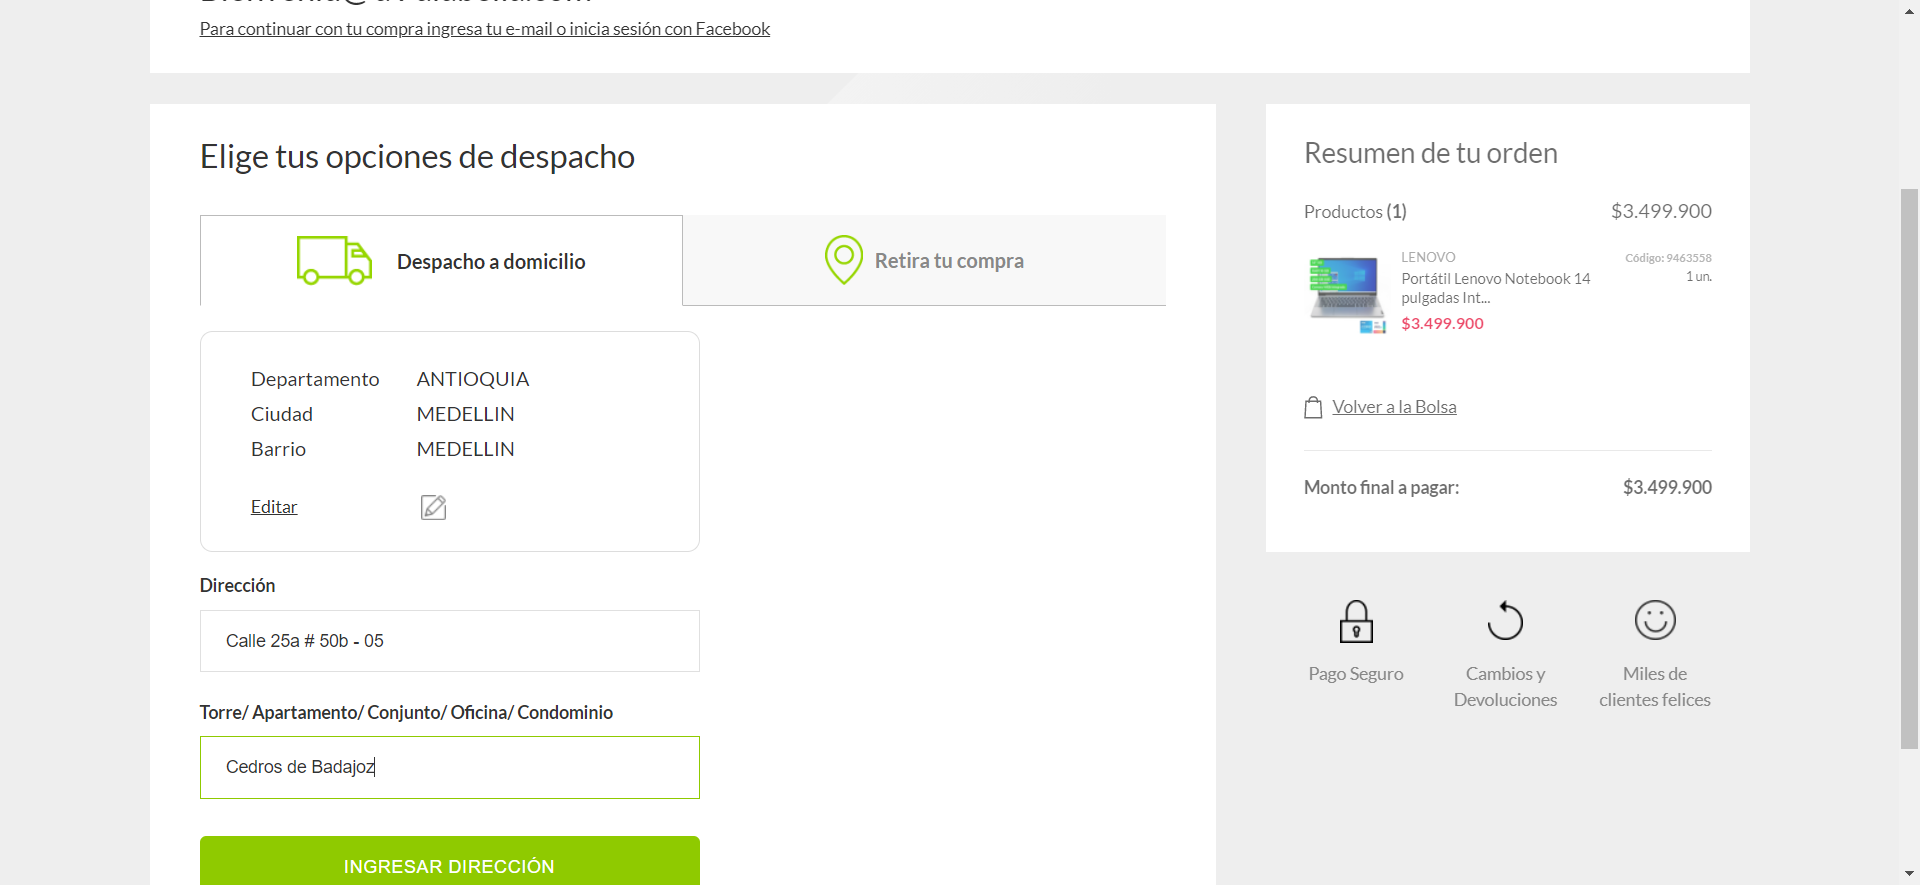 Para continuar con tu compra ingresa tu e-mail o inicia sesión con Facebook
Elige tus opciones de despacho
Despacho a domicilio
Retira tu compra
Departamento ANTIOQUIA
Ciudad MEDELLIN
Barrio MEDELLIN
Editar
Dirección
Calle 25a # 50b - 05
Torre/ Apartamento/ Conjunto/ Oficina/ Condominio
Cedros de Badajoz
INGRESAR DIRECCIÓN
Resumen de tu orden
Productos (1) $3.499.900
LENOVO
Código: 9463558
Portátil Lenovo Notebook 14
1 un.
pulgadas Int...
$3.499.900
Volver a la Bolsa
Monto final a pagar: $3.499.900
Pago Seguro
Cambios y
Devoluciones
Miles de
clientes felices